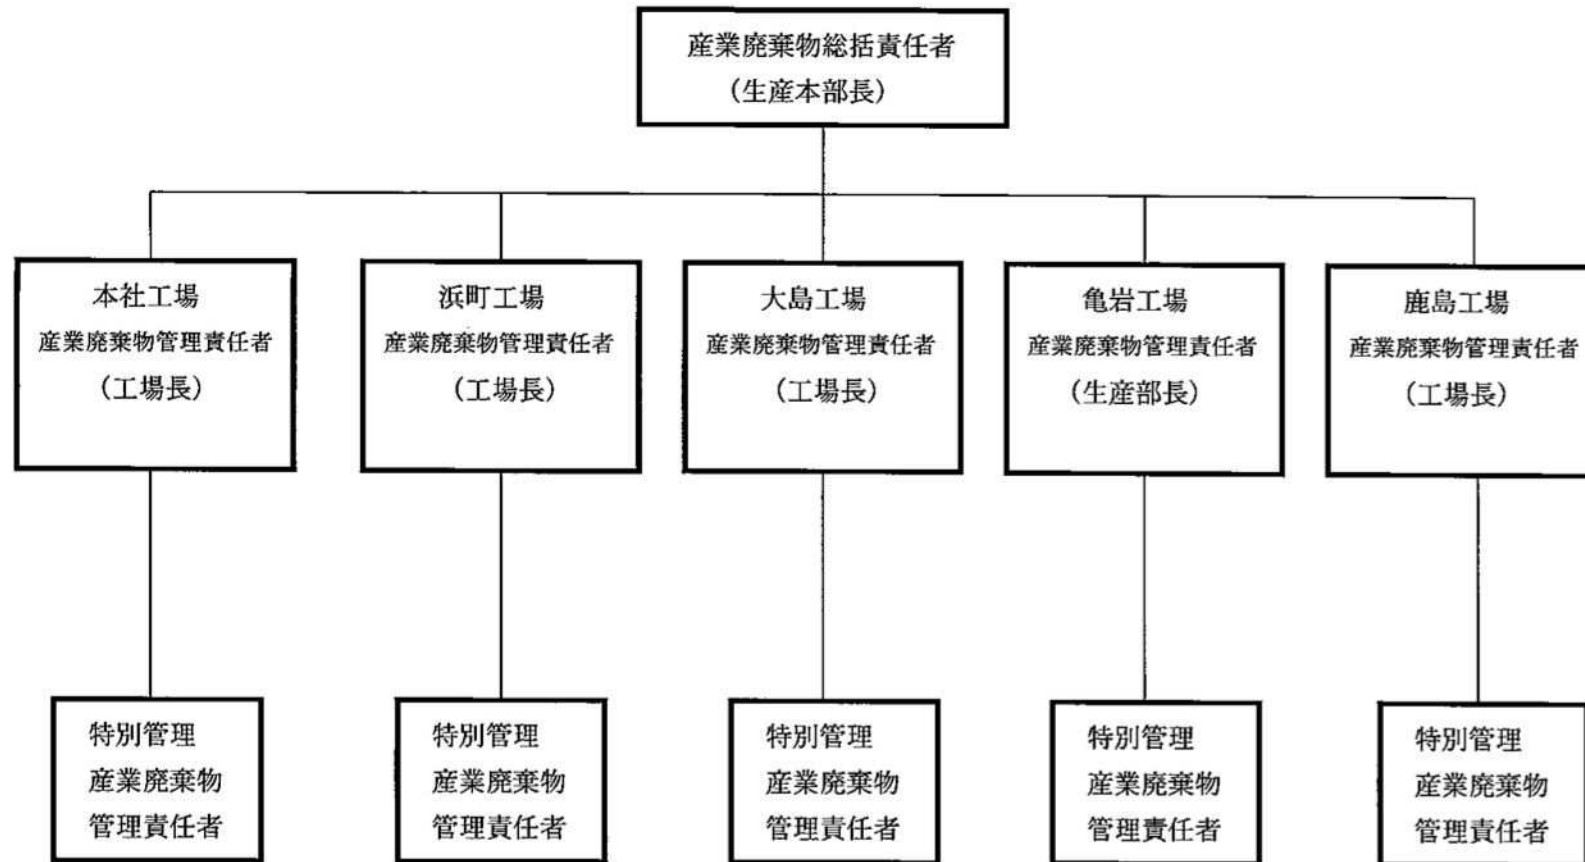 産業廃棄物総括責任者
（生産本部長）
本社工場
産業廃棄物管理責任者
（工場長）
浜町工場
産業廃棄物管理責任者
（工場長）
大島工場
産業廃棄物管理責任者
（工場長）
亀岩工場
産業廃棄物管理責任者
（生産部長）
鹿島工場
産業廃棄物管理責任者
（工場長）
特別管理
産業廃棄物
管理責任者
特別管理
産業廃棄物
管理責任者
特別管理
産業廃棄物
管理責任者
特別管理
産業廃棄物
管理責任者
特別管理
産業廃棄物
管理責任者